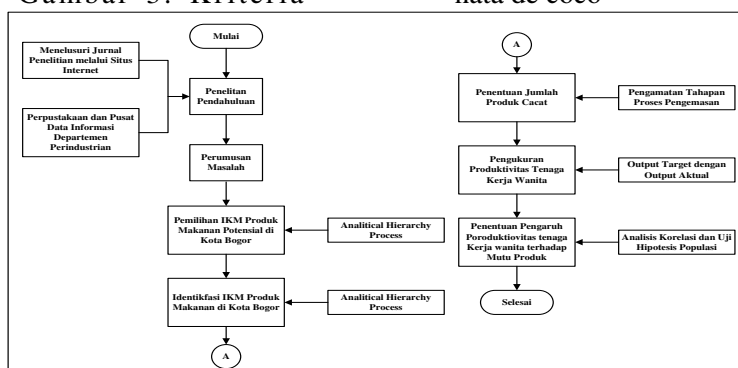 Gambar 3. Kriteria
nata de coco
Mulai
Menelusuri Jurnal
Penelitian melalui Situs
Internet
Perpustakaan dan Pusat
Data Informasi
Departemen
Perindustrian
Penelitan
Pendahuluan
Perumusan
Masalah
Pemilihan IKM Produk
Makanan Potensial di
Kota Bogor
Analitical Hierarchy
Process
Identikfasi IKM Produk
Makanan di Kota Bogor
Analitical Hierarchy
Process
A
A
Penentuan Jumlah
Produk Cacat
Pengamatan Tahapan
Proses Pengemasan
Pengukuran
Produktivitas Tenaga
Kerja Wanita
Output Target dengan
Output Aktual
Penentuan Pengaruh
Poroduktiovitas tenaga
Kerja wanita terhadap
Mutu Produk
Analisis Korelasi dan Uji
Hipotesis Populasi
Selesai